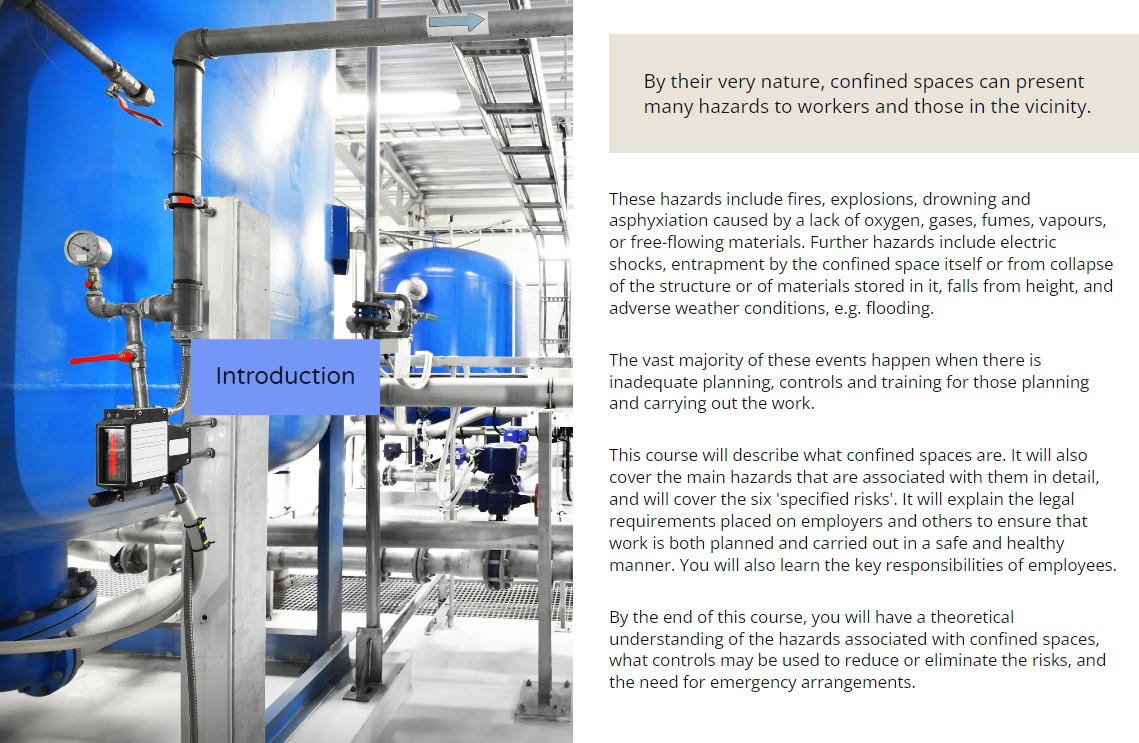 Introduction
By their very nature, confined spaces can present
many hazards to workers and those in the vicinity.
These hazards include fires, explosions, drowning and
asphyxiation caused by a lack of oxygen, gases, fumes, vapours,
or free-flowing materials. Further hazards include electric
shocks, entrapment by the confined space itself or from collapse
of the structure or of materials stored in it, falls from height, and
adverse weather conditions, e.g. flooding.
The vast majority of these events happen when there is
inadequate planning, controls and training for those planning
and carrying out the work.
This course will describe what confined spaces are. It will also
cover the main hazards that are associated with them in detail,
and will cover the six 'specified risks'. It will explain the legal
requirements placed on employers and others to ensure that
work is both planned and carried out in a safe and healthy
manner. You will also learn the key responsibilities of employees.
By the end of this course, you will have a theoretical
understanding of the hazards associated with confined spaces,
what controls may be used to reduce or eliminate the risks, and
the need for emergency arrangements.